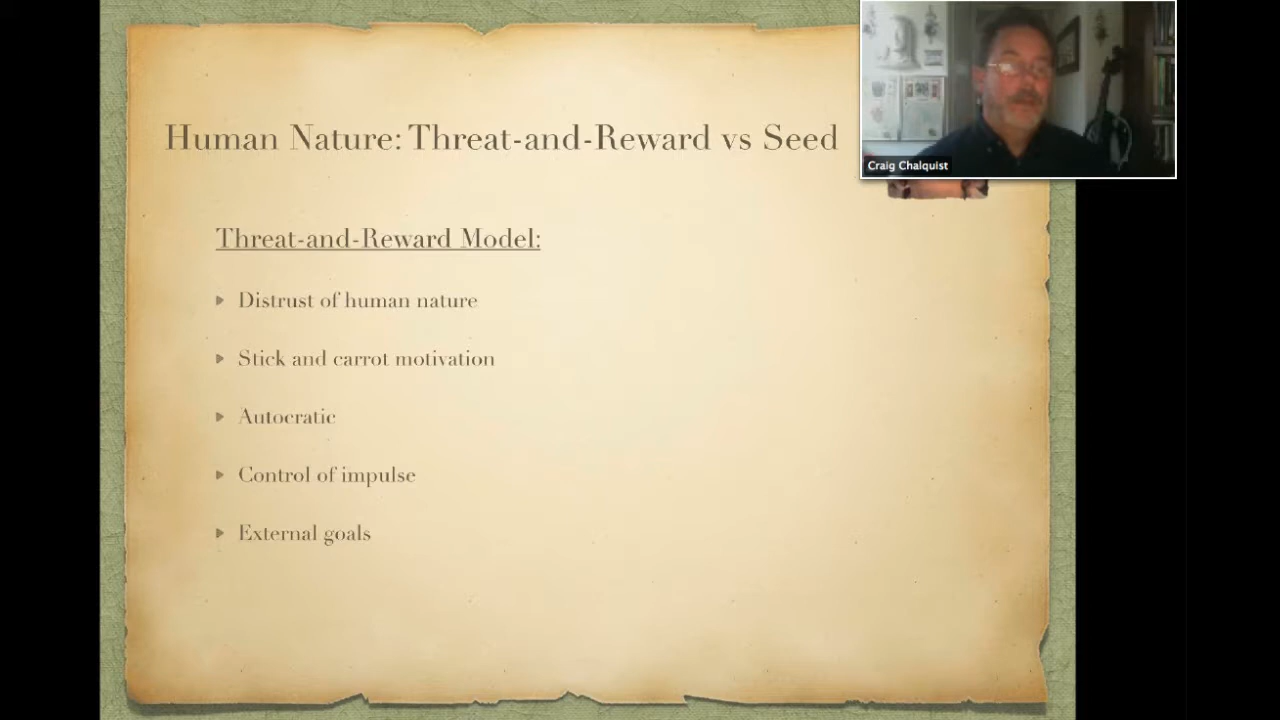 Human Nature: Threat-and-Reward vs Seed
Craig Chalquist
Threat-and-Reward Model:
Distrust of human nature
Stick and carrot motivation
Autocratic
Control of impulse
External goals